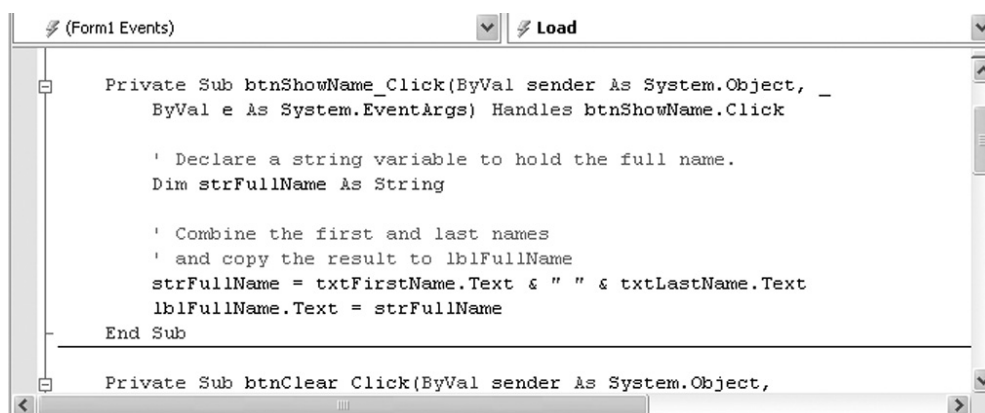 (Form1 Events) Load
Private Sub btnShowName_Click(ByVal sender As System.Object, _
ByVal e As System.EventArgs) Handles btnShowName.Click
' Declare a string variable to hold the full name.
Dim strFullName As String
' Combine the first and last names
' and copy the result to lblFullName
strFullName = txtFirstName.Text & " " & txtLastName.Text
lblFullName.Text = strFullName
End Sub
Private Sub btnClear_Click(ByVal sender As System.Object,